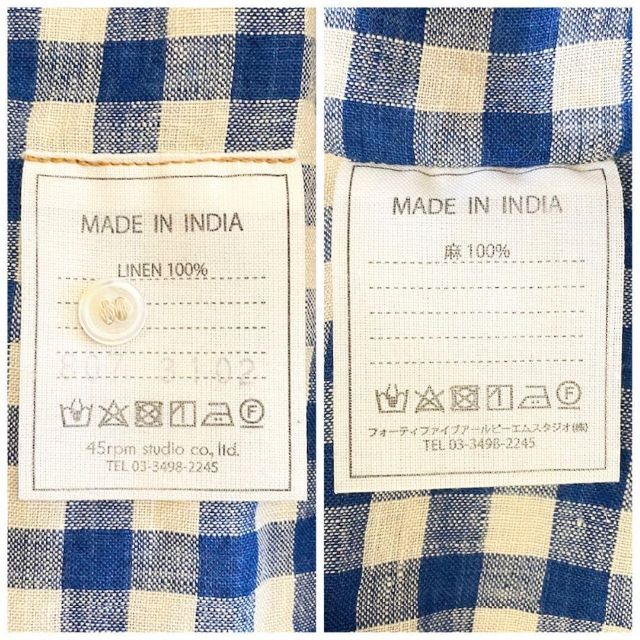 MADE IN INDIA
LINEN 100%
3102
45rpm studio co., ltd.
TEL 03-3498-2245
MADE IN INDIA
麻 100%
フォーティファイブアールピーエムスタジオ(株)
TEL 03-3498-2245